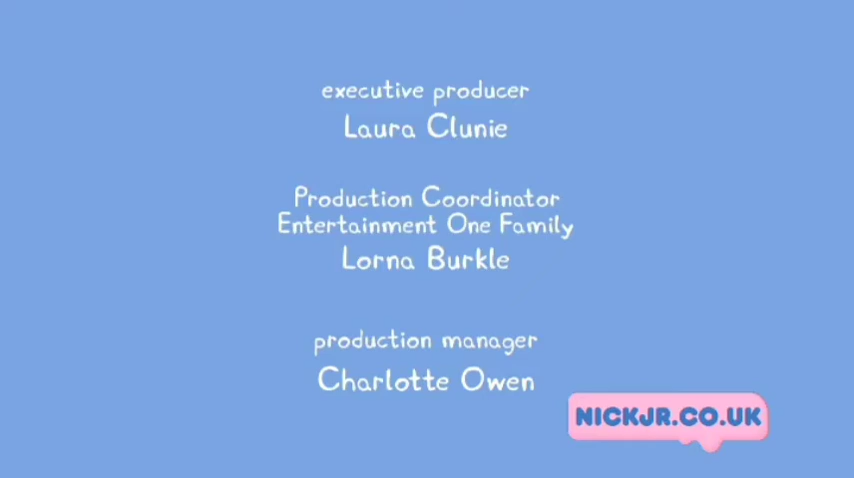 executive producer
Laura Clunie
Production Coordinator
Entertainment One Family
Lorna Burkle
production manager
Charlotte Owen
NICKJR.CO.UK